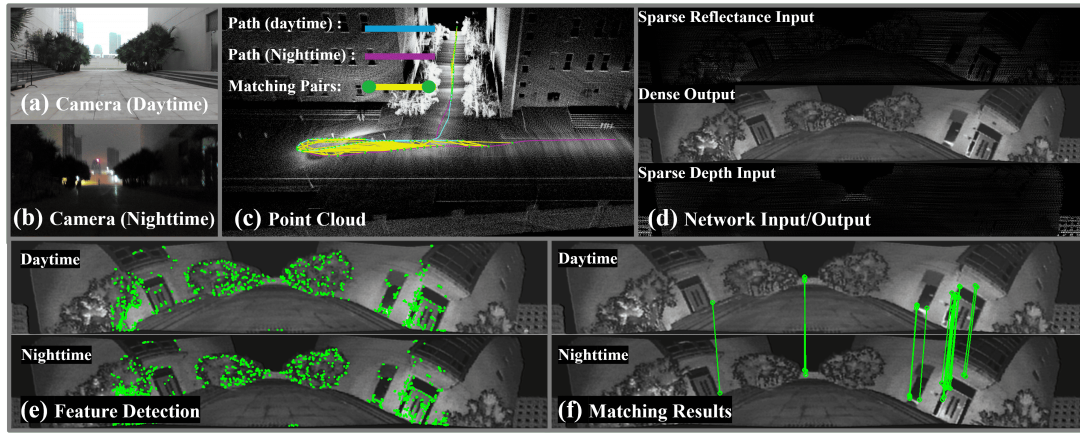 (a) Camera (Daytime)
(b) Camera (Nighttime)
Path (daytime) :
Path (Nighttime) :
Matching Pairs:
(c) Point Cloud
Sparse Reflectance Input
Dense Output
Sparse Depth Input
(d) Network Input/Output
Daytime
Nighttime
(e) Feature Detection
Daytime
Nighttime
(f) Matching Results